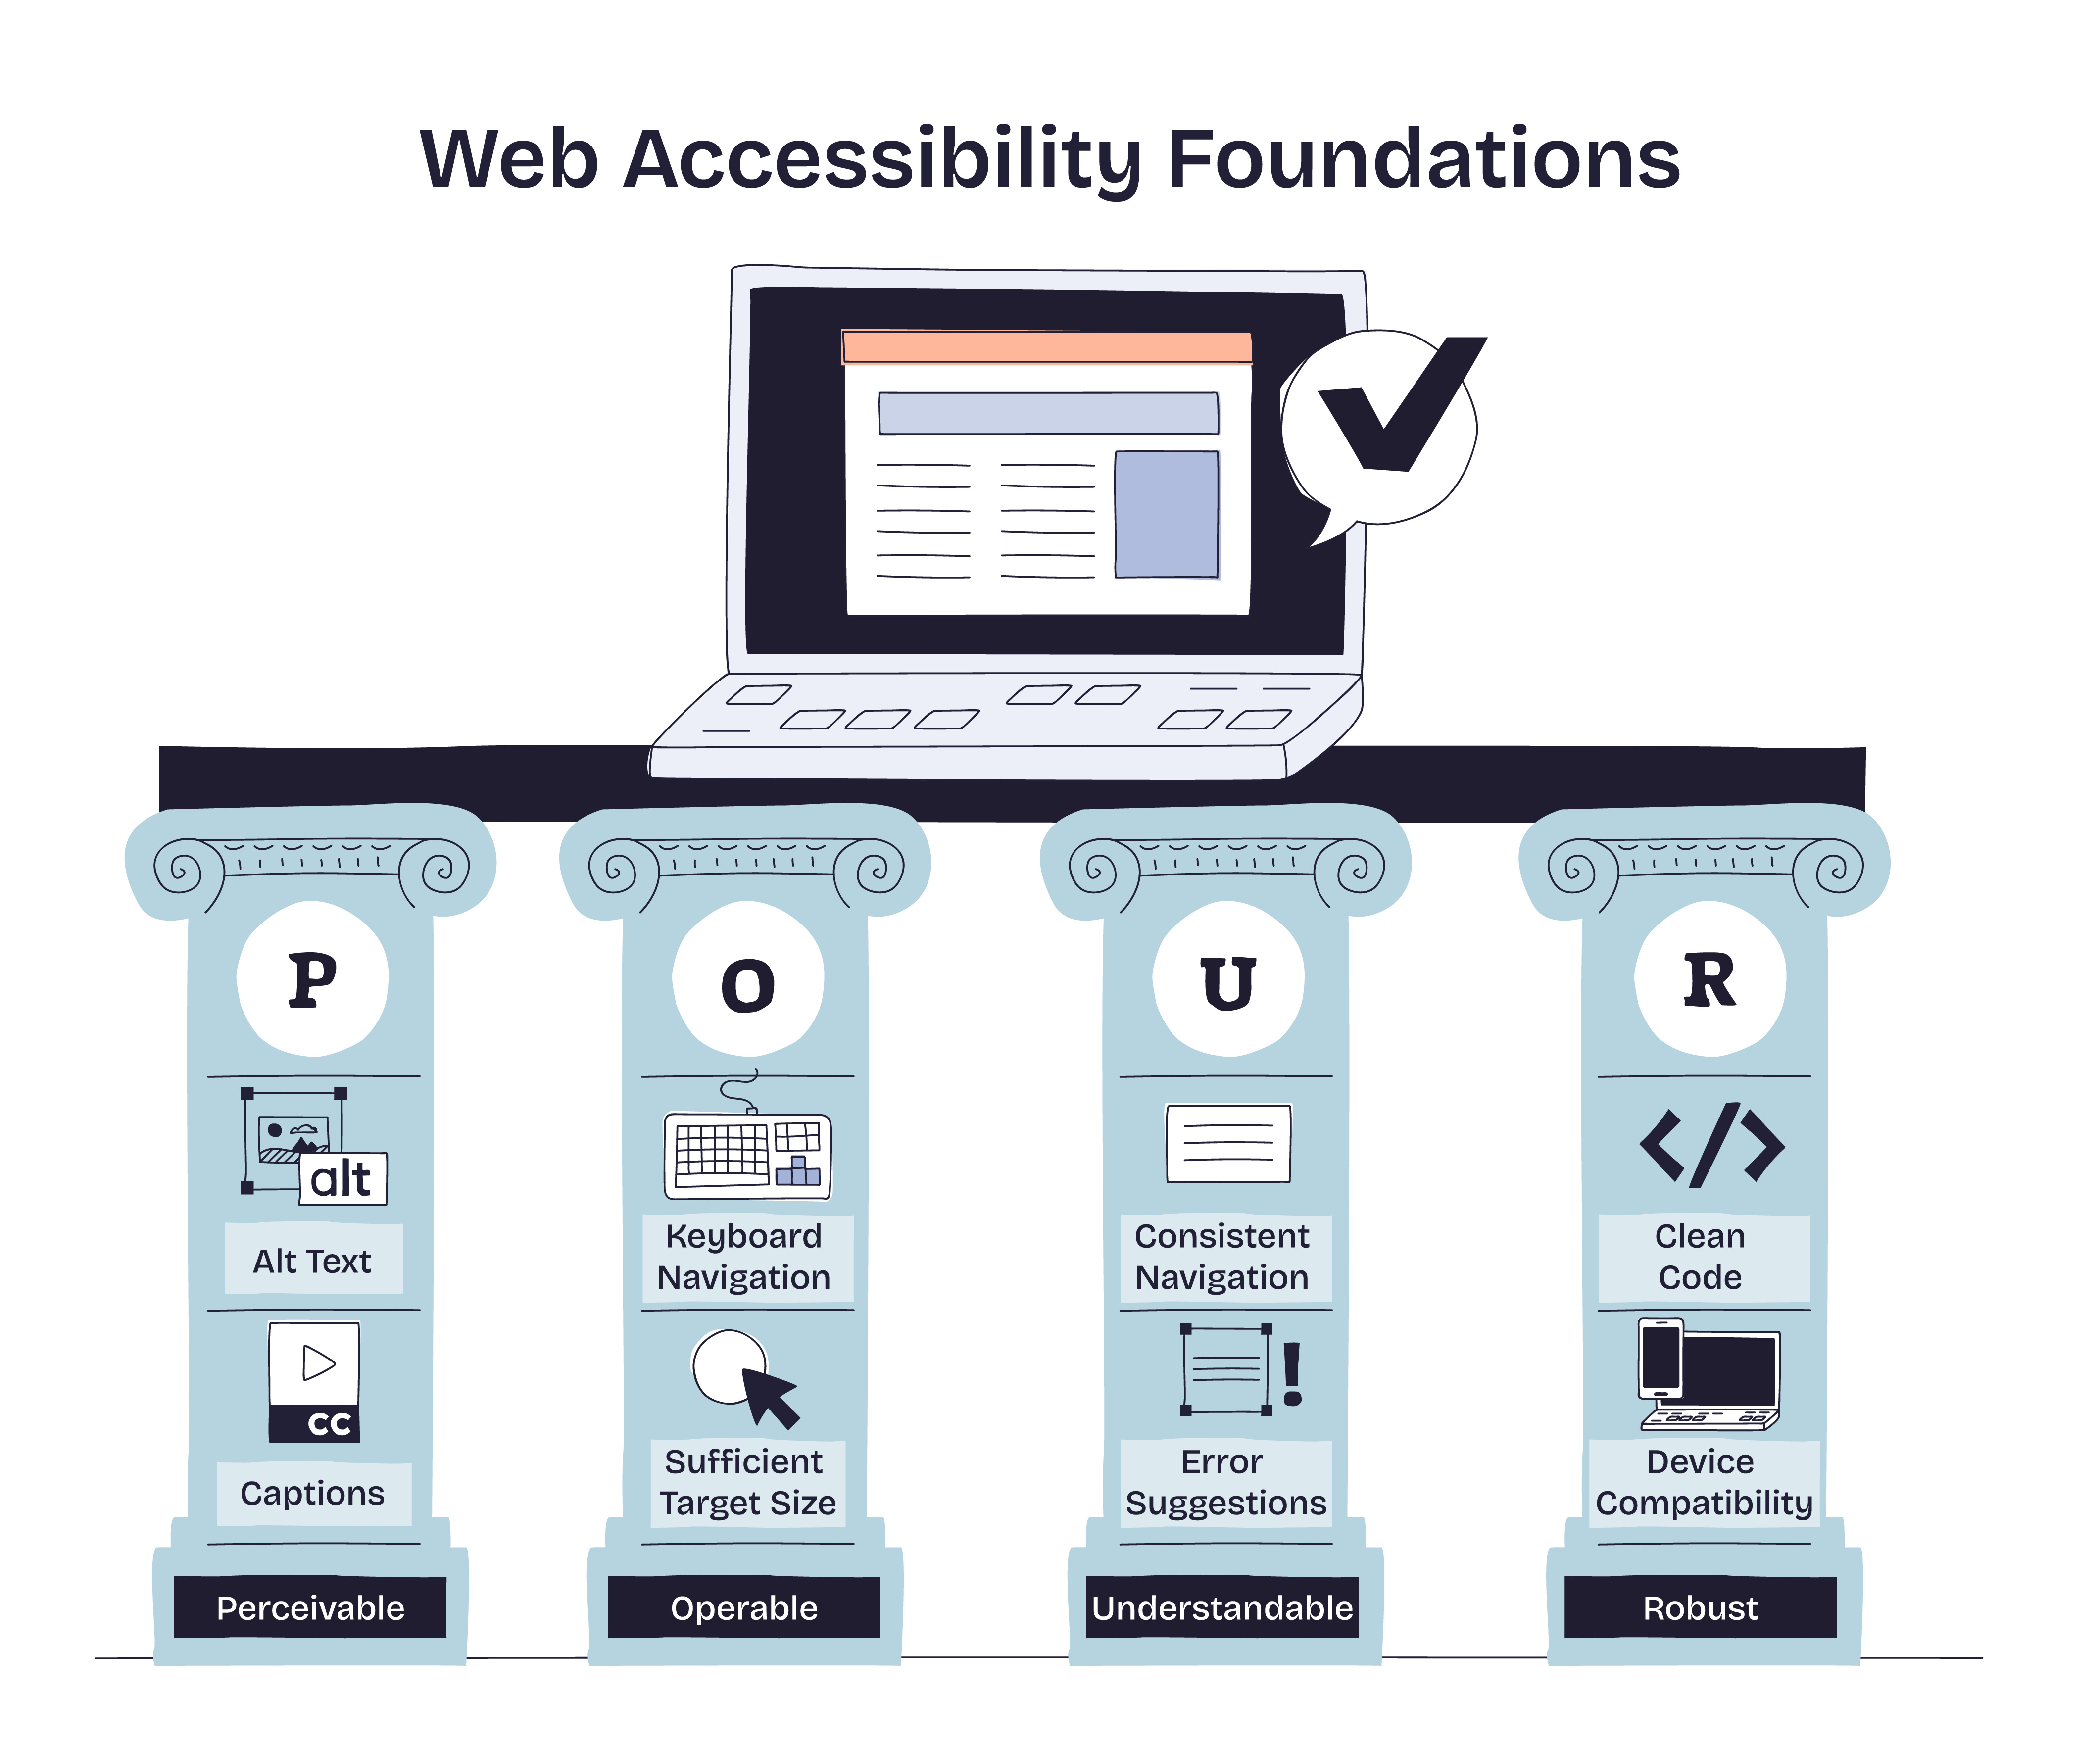 Web Accessibility Foundations
P
alt
Alt Text
CC
Captions
Perceivable
O
Keyboard
Navigation
Sufficient
Target Size
Operable
U
Consistent
Navigation
Error
Suggestions
!
Understandable
R
</>
Clean
Code
Device
Compatibility
Robust